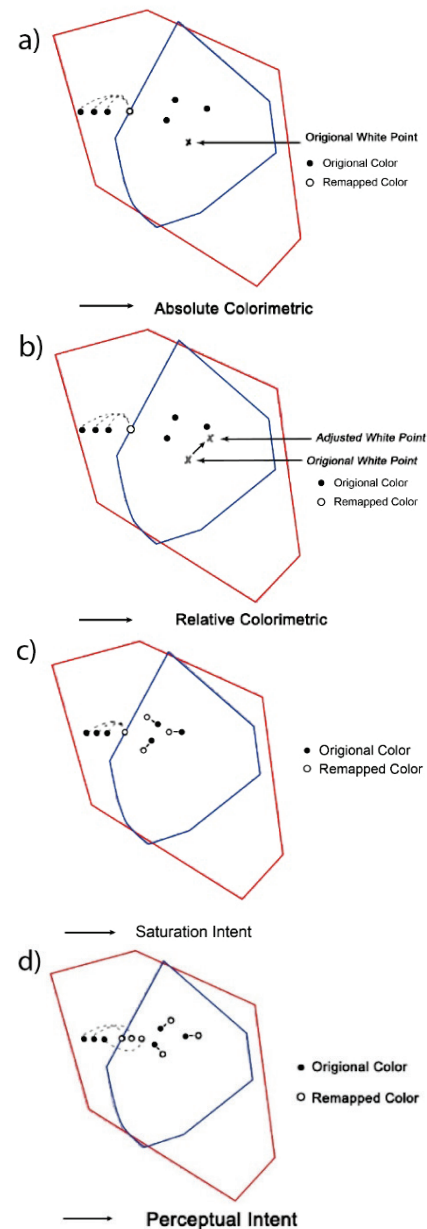 a)
Origional White Point
Origional Color
Remapped Color
Absolute Colorimetric
b)
Adjusted White Point
Origional White Point
Origional Color
Remapped Color
Relative Colorimetric
c)
Origional Color
Remapped Color
Saturation Intent
d)
Origional Color
Remapped Color
Perceptual Intent